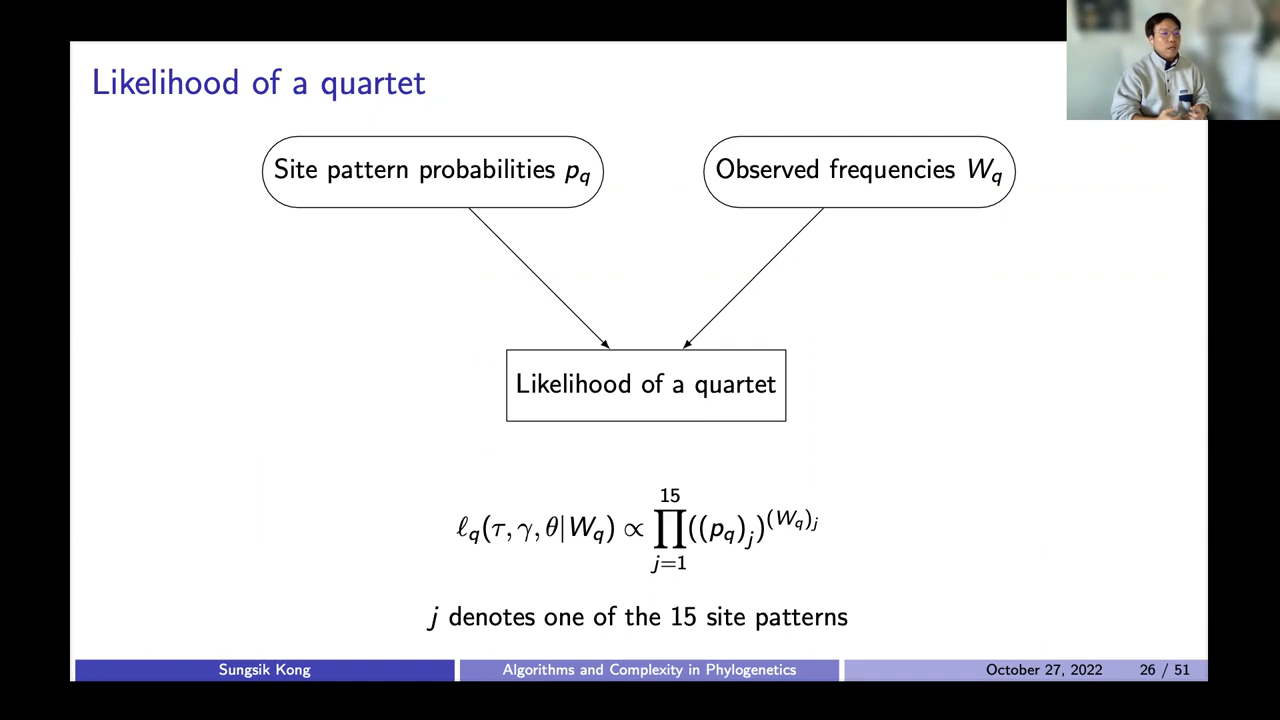 Likelihood of a quartet
Site pattern probabilities p_q
Observed frequencies W_q
Likelihood of a quartet
ℓ_q(τ, γ, θ|W_q) ∝ ∏_{j=1}^{15} ((p_q)_j)^{(W_q)_j}
j denotes one of the 15 site patterns
Sungsik Kong
Algorithms and Complexity in Phylogenetics
October 27, 2022
26 / 51